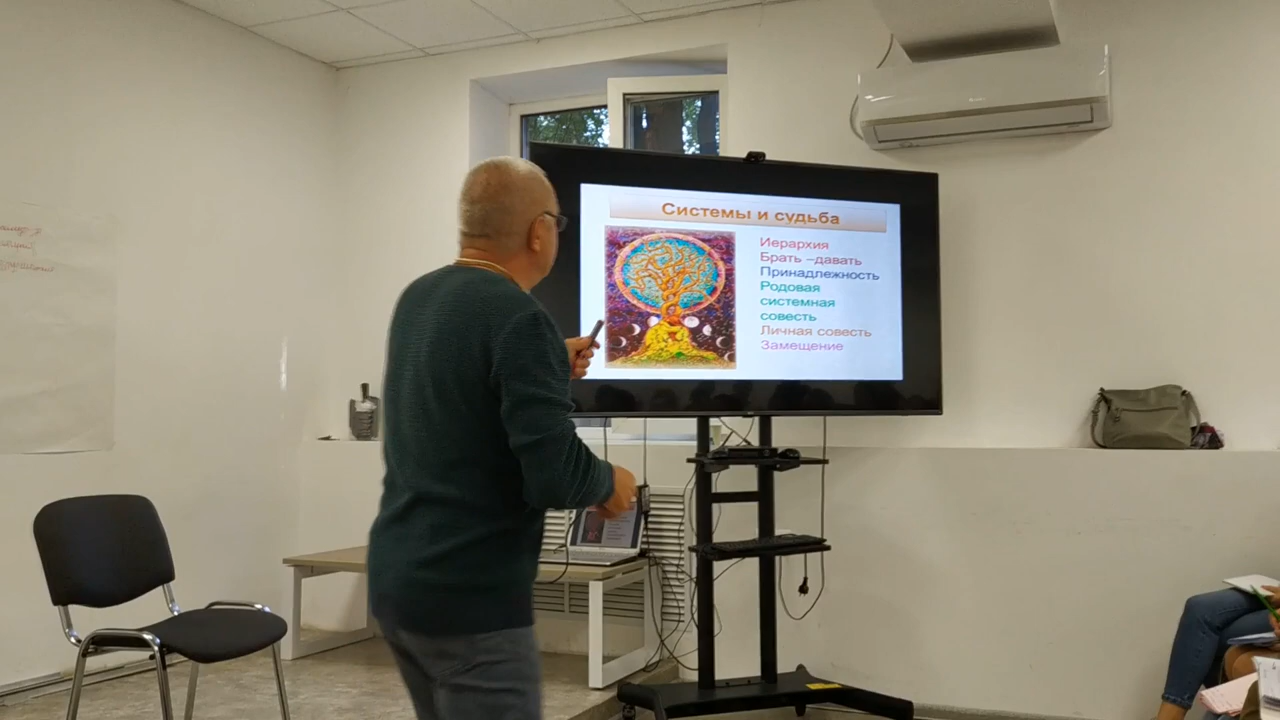 Системы и судьба
Иерархия
Брать –давать
Принадлежность
Родовая
системная
совесть
Личная совесть
Замещение